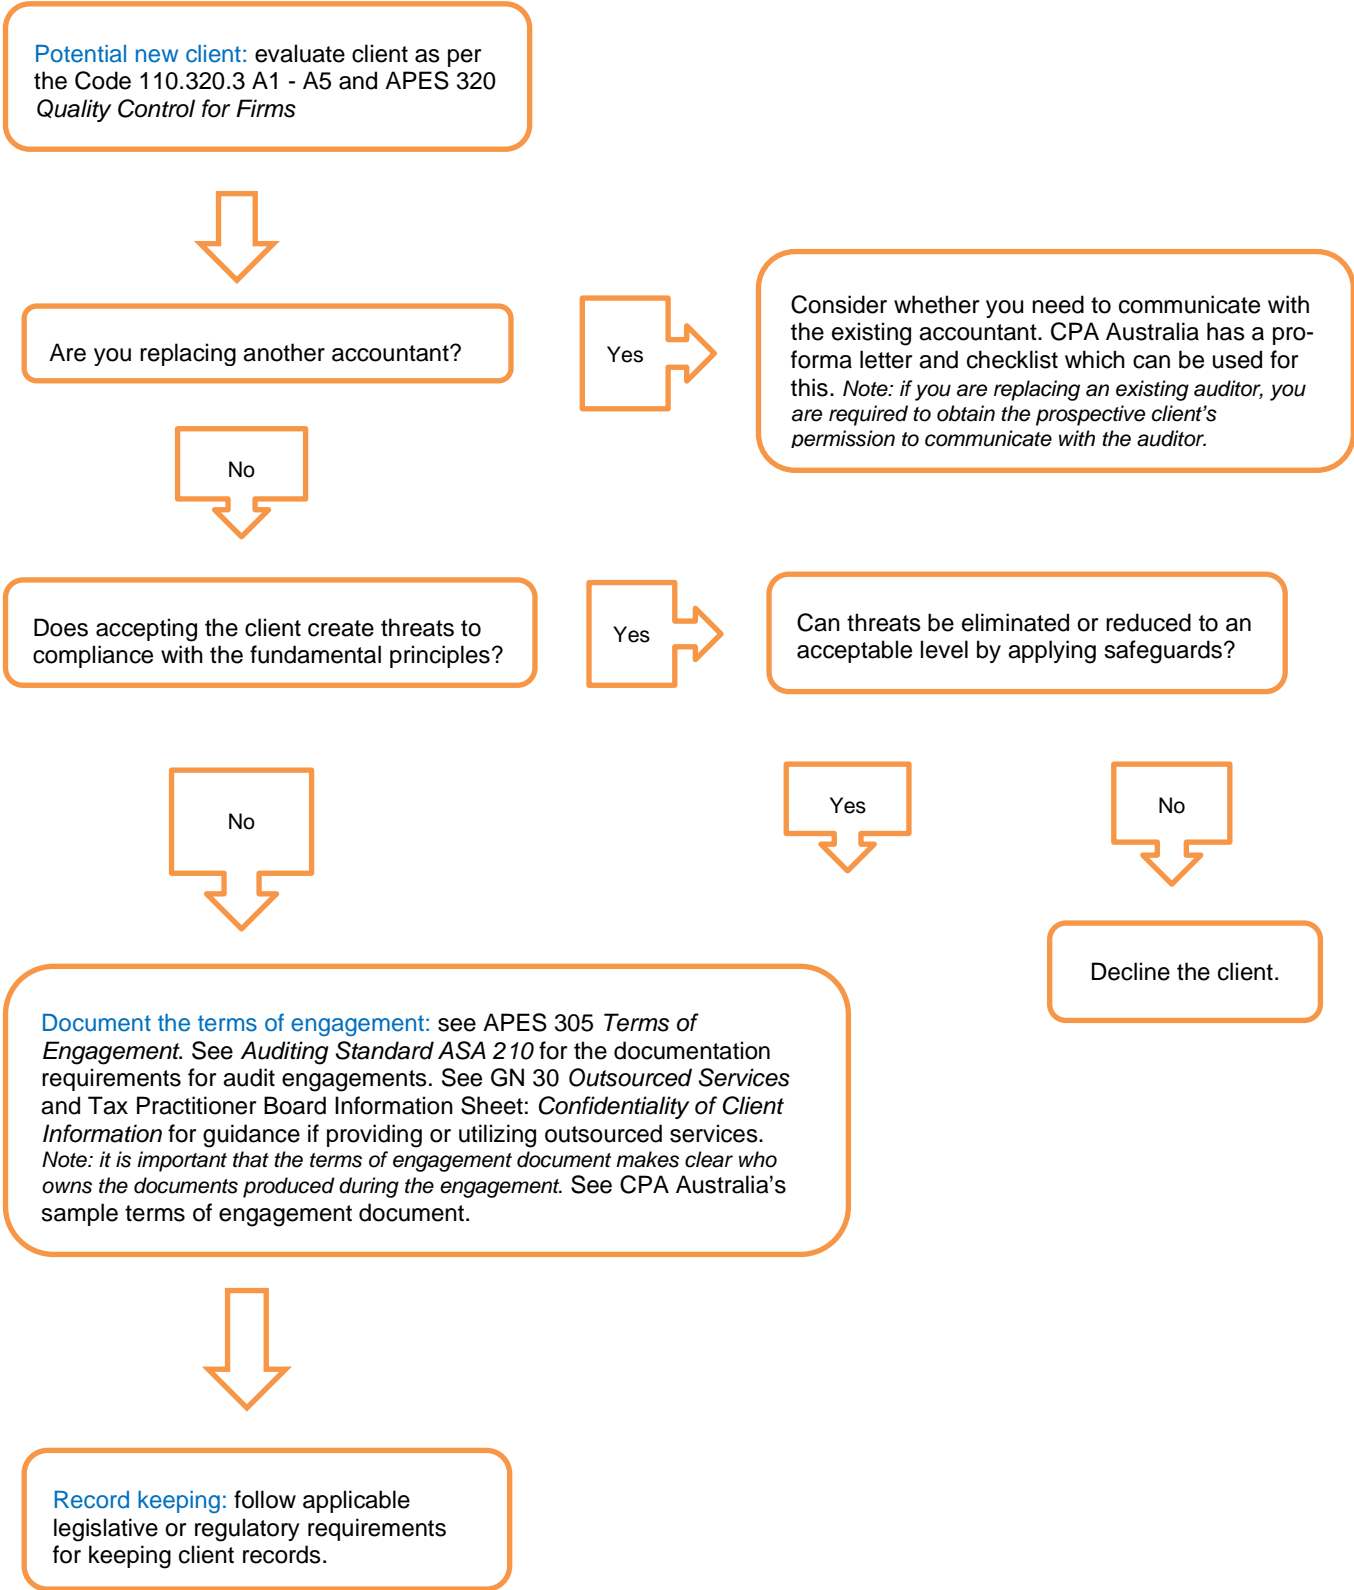 Potential new client: evaluate client as per
the Code 110.320.3 A1 - A5 and APES 320
Quality Control for Firms
Are you replacing another accountant?
Yes
Consider whether you need to communicate with
the existing accountant. CPA Australia has a pro-
forma letter and checklist which can be used for
this. Note: if you are replacing an existing auditor, you
are required to obtain the prospective client's
permission to communicate with the auditor.
No
Does accepting the client create threats to
compliance with the fundamental principles?
Yes
Can threats be eliminated or reduced to an
acceptable level by applying safeguards?
No
Yes
No
Decline the client.
Document the terms of engagement: see APES 305 Terms of
Engagement. See Auditing Standard ASA 210 for the documentation
requirements for audit engagements. See GN 30 Outsourced Services
and Tax Practitioner Board Information Sheet: Confidentiality of Client
Information for guidance if providing or utilizing outsourced services.
Note: it is important that the terms of engagement document makes clear who
owns the documents produced during the engagement. See CPA Australia's
sample terms of engagement document.
Record keeping: follow applicable
legislative or regulatory requirements
for keeping client records.